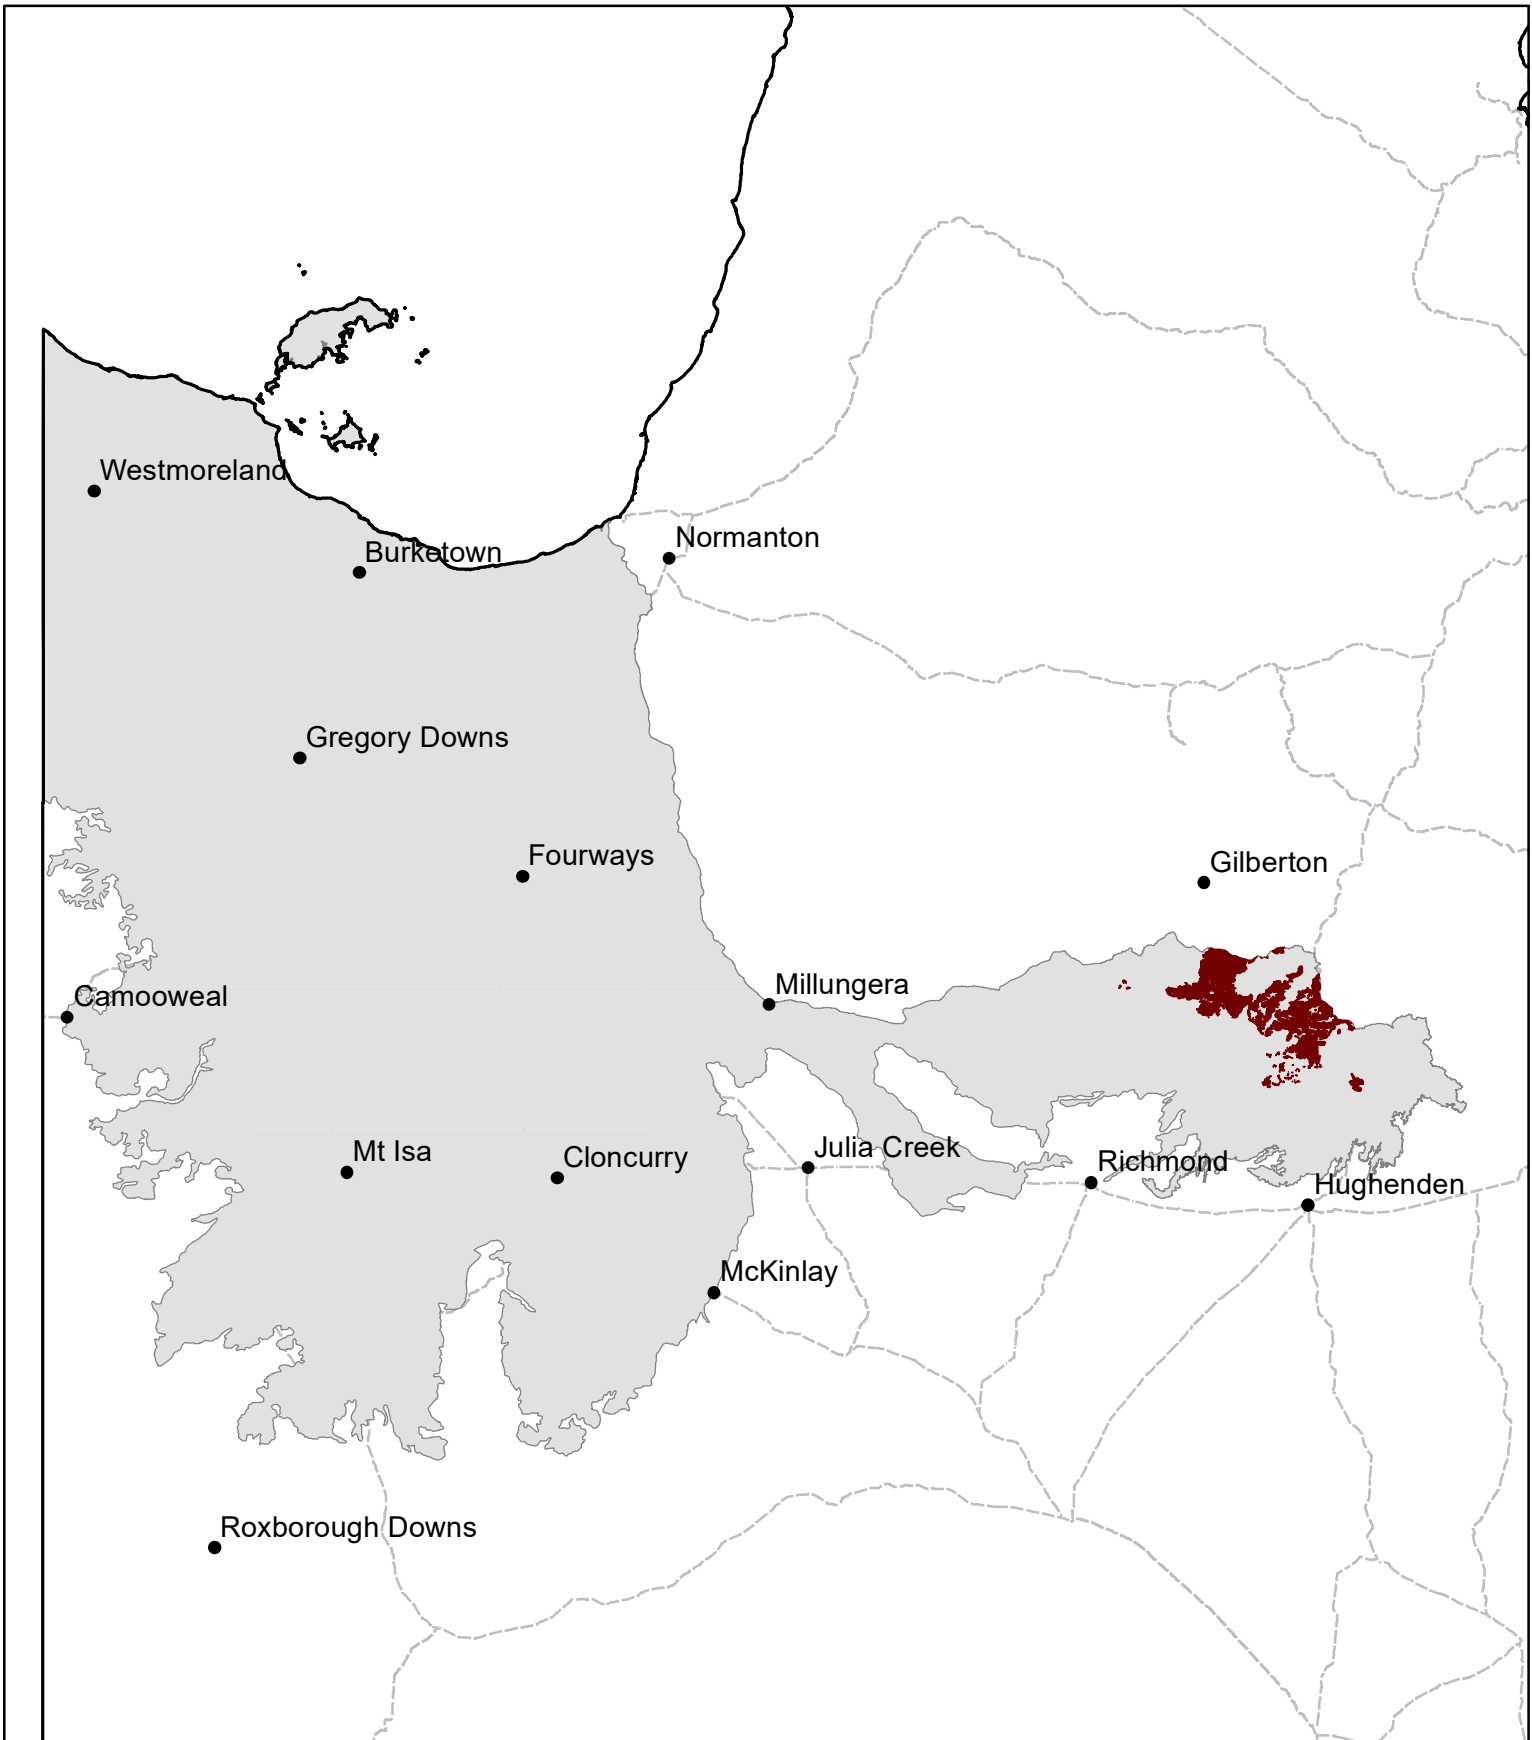 Westmoreland
Normanton
Burketown
Gregory Downs
Fourways
Gilberton
Millungera
Camooweal
Mt Isa
Cloncurry
Julia Creek
Richmond
Hughenden
McKinlay
Roxborough Downs